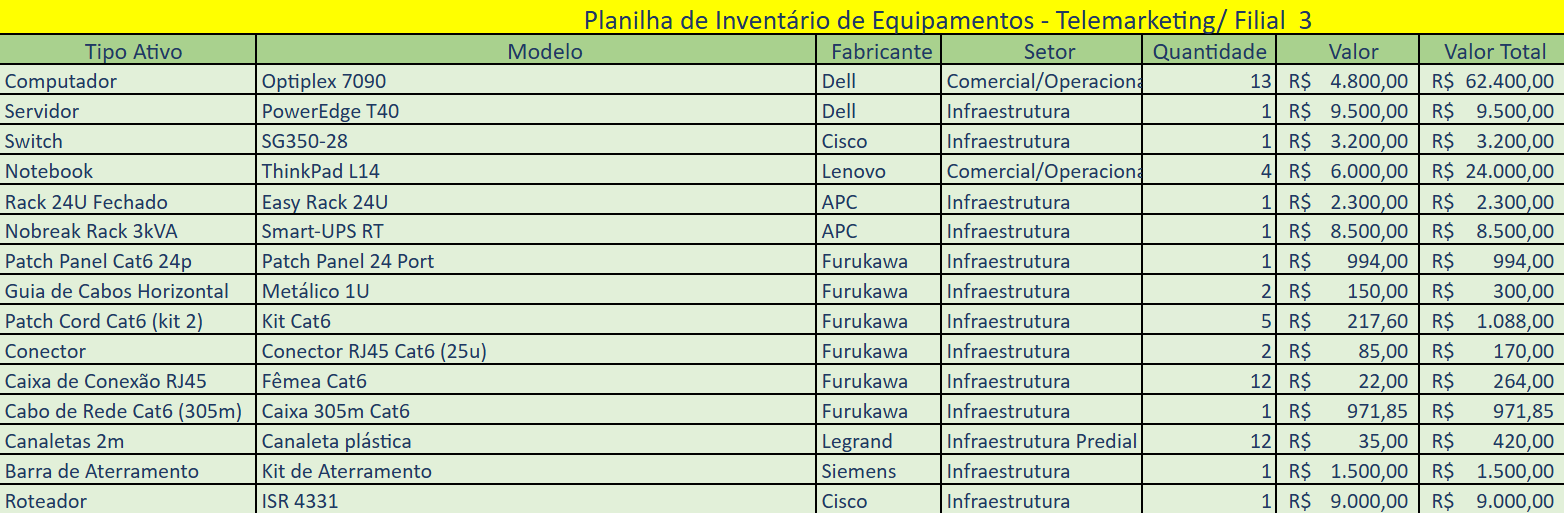 Planilha de Inventário de Equipamentos - Telemarketing/ Filial 3
Tipo Ativo Modelo Fabricante Setor Quantidade Valor Valor Total
Computador Optiplex 7090 Dell Comercial/Operaciona 13 R$ 4.800,00 R$ 62.400,00
Servidor PowerEdge T40 Dell Infraestrutura 1 R$ 9.500,00 R$ 9.500,00
Switch SG350-28 Cisco Infraestrutura 1 R$ 3.200,00 R$ 3.200,00
Notebook ThinkPad L14 Lenovo Comercial/Operaciona 4 R$ 6.000,00 R$ 24.000,00
Rack 24U Fechado Easy Rack 24U APC Infraestrutura 1 R$ 2.300,00 R$ 2.300,00
Nobreak Rack 3kVA Smart-UPS RT APC Infraestrutura 1 R$ 8.500,00 R$ 8.500,00
Patch Panel Cat6 24p Patch Panel 24 Port Furukawa Infraestrutura 1 R$ 994,00 R$ 994,00
Guia de Cabos Horizontal Metálico 1U Furukawa Infraestrutura 2 R$ 150,00 R$ 300,00
Patch Cord Cat6 (kit 2) Kit Cat6 Furukawa Infraestrutura 5 R$ 217,60 R$ 1.088,00
Conector Conector RJ45 Cat6 (25u) Furukawa Infraestrutura 2 R$ 85,00 R$ 170,00
Caixa de Conexão RJ45 Fêmea Cat6 Furukawa Infraestrutura 12 R$ 22,00 R$ 264,00
Cabo de Rede Cat6 (305m) Caixa 305m Cat6 Furukawa Infraestrutura 1 R$ 971,85 R$ 971,85
Canaletas 2m Canaleta plástica Legrand Infraestrutura Predial 12 R$ 35,00 R$ 420,00
Barra de Aterramento Kit de Aterramento Siemens Infraestrutura 1 R$ 1.500,00 R$ 1.500,00
Roteador ISR 4331 Cisco Infraestrutura 1 R$ 9.000,00 R$ 9.000,00